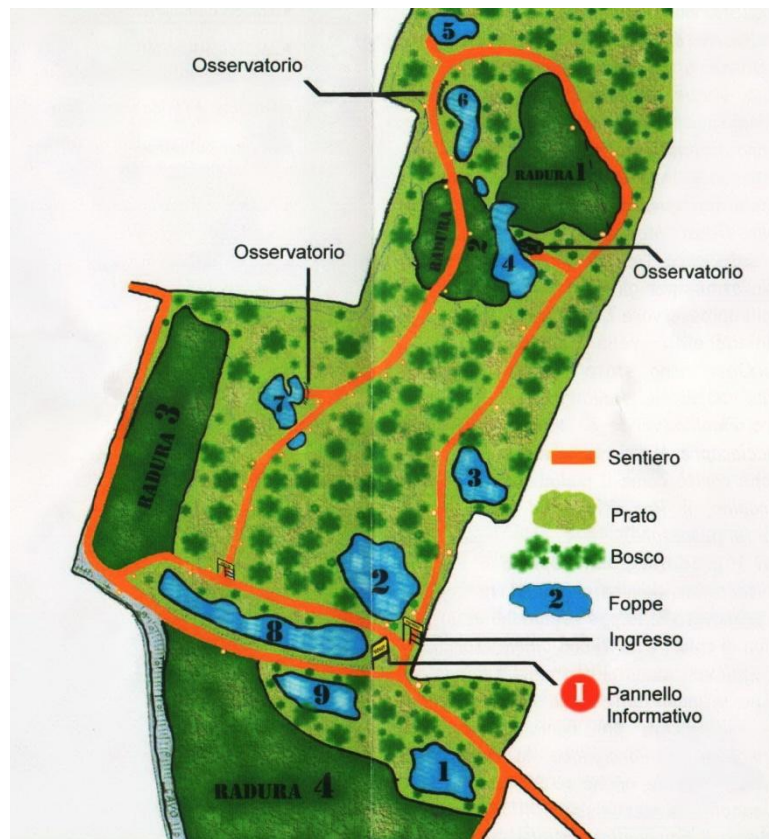 5
Osservatorio
6
RADURA 1
RADURA 2
4
Osservatorio
Osservatorio
7
RADURA 3
3
Sentiero
Prato
Bosco
2
2
Foppe
8
Ingresso
I
Pannello
Informativo
9
1
RADURA 4